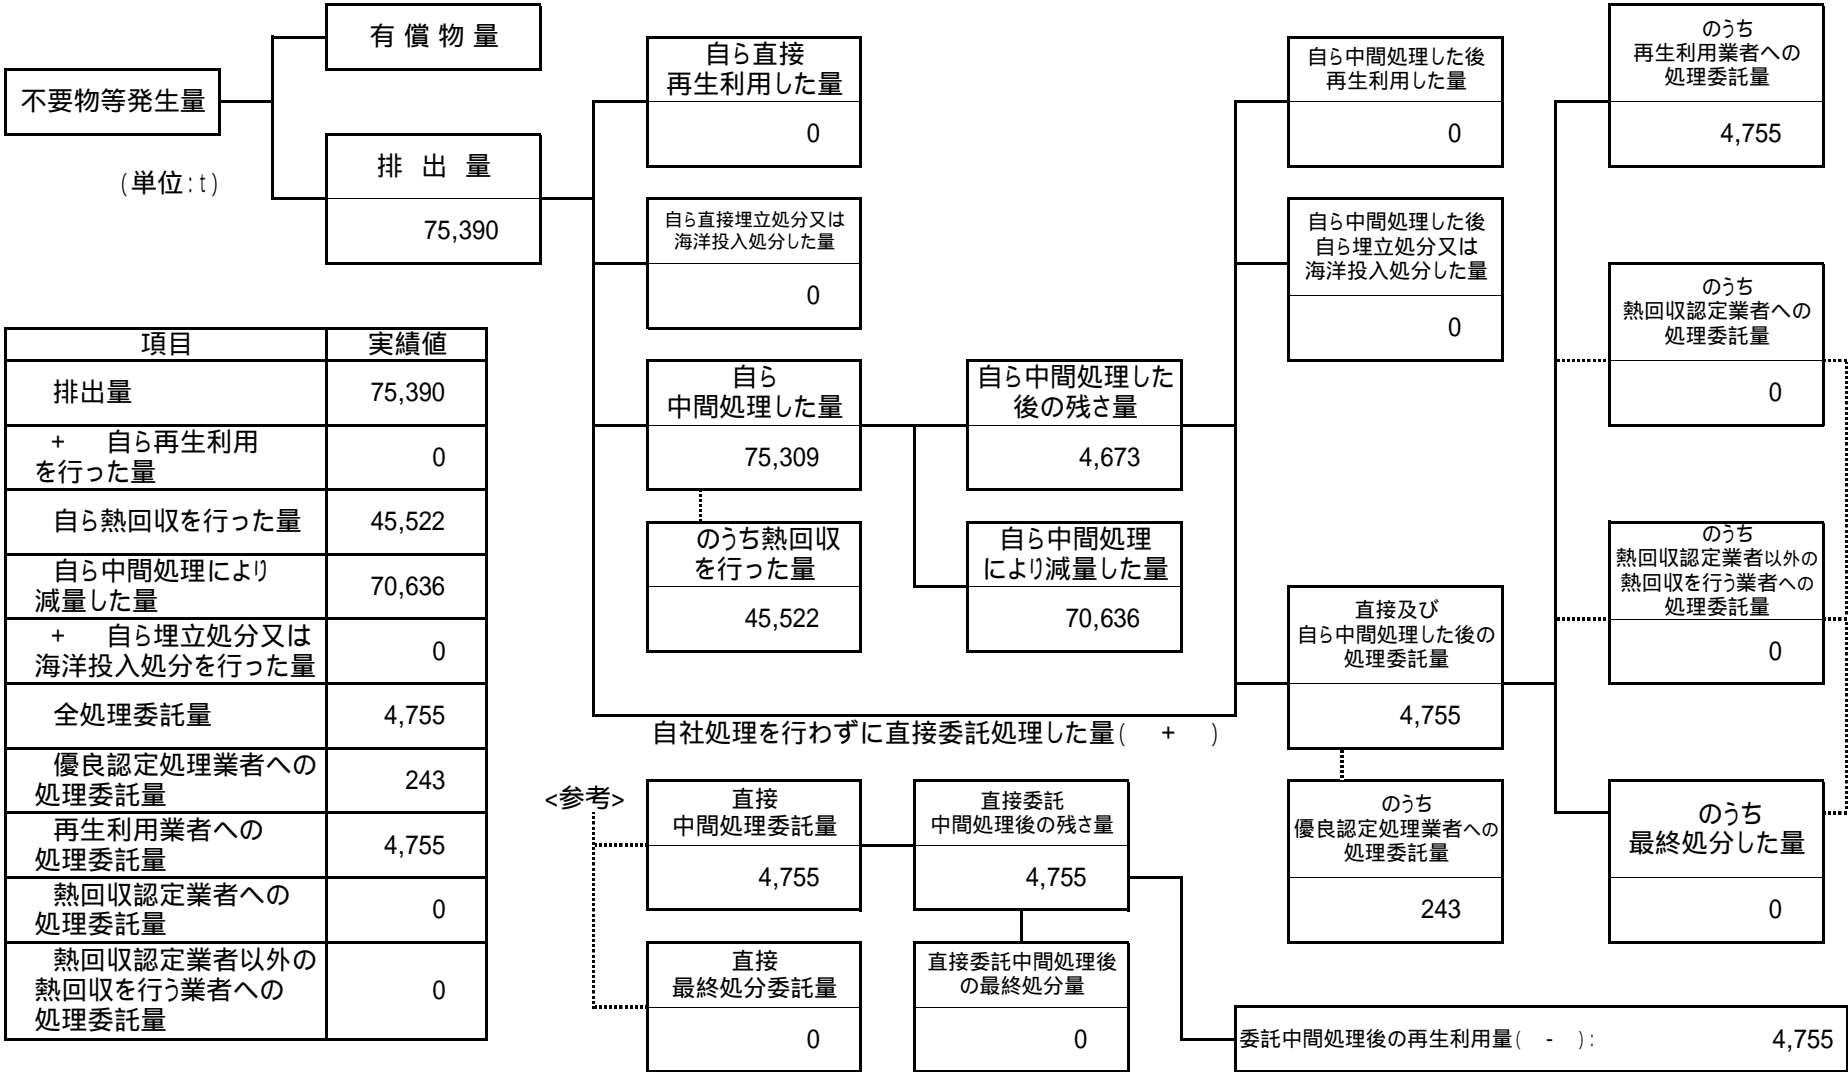 有 償 物 量
不要物等発生量
(単位:t)
排 出 量
75,390
自ら直接
再生利用した量
0
自ら直接埋立処分又は
海洋投入処分した量
0
自ら
中間処理した量
75,309
のうち熱回収
を行った量
45,522
自ら中間処理した
後の残さ量
4,673
自ら中間処理
により減量した量
70,636
自ら中間処理した後
再生利用した量
0
自ら中間処理した後
自ら埋立処分又は
海洋投入処分した量
0
直接及び
自ら中間処理した後の
処理委託量
4,755
のうち
優良認定処理業者への
処理委託量
243
のうち
再生利用業者への
処理委託量
4,755
のうち
熱回収認定業者への
処理委託量
0
のうち
熱回収認定業者以外の
熱回収を行う業者への
処理委託量
0
のうち
最終処分した量
0
自社処理を行わずに直接委託処理した量( + )
項目 実績値
排出量 75,390
+ 自ら再生利用
を行った量 0
自ら熱回収を行った量 45,522
自ら中間処理により
減量した量 70,636
+ 自ら埋立処分又は
海洋投入処分を行った量 0
全処理委託量 4,755
優良認定処理業者への
処理委託量 243
再生利用業者への
処理委託量 4,755
熱回収認定業者への
処理委託量 0
熱回収認定業者以外の
熱回収を行う業者への
処理委託量 0
<参考>
直接
中間処理委託量
4,755
直接委託
中間処理後の残さ量
4,755
直接
最終処分委託量
0
直接委託中間処理後
の最終処分量
0
委託中間処理後の再生利用量( - ): 4,755